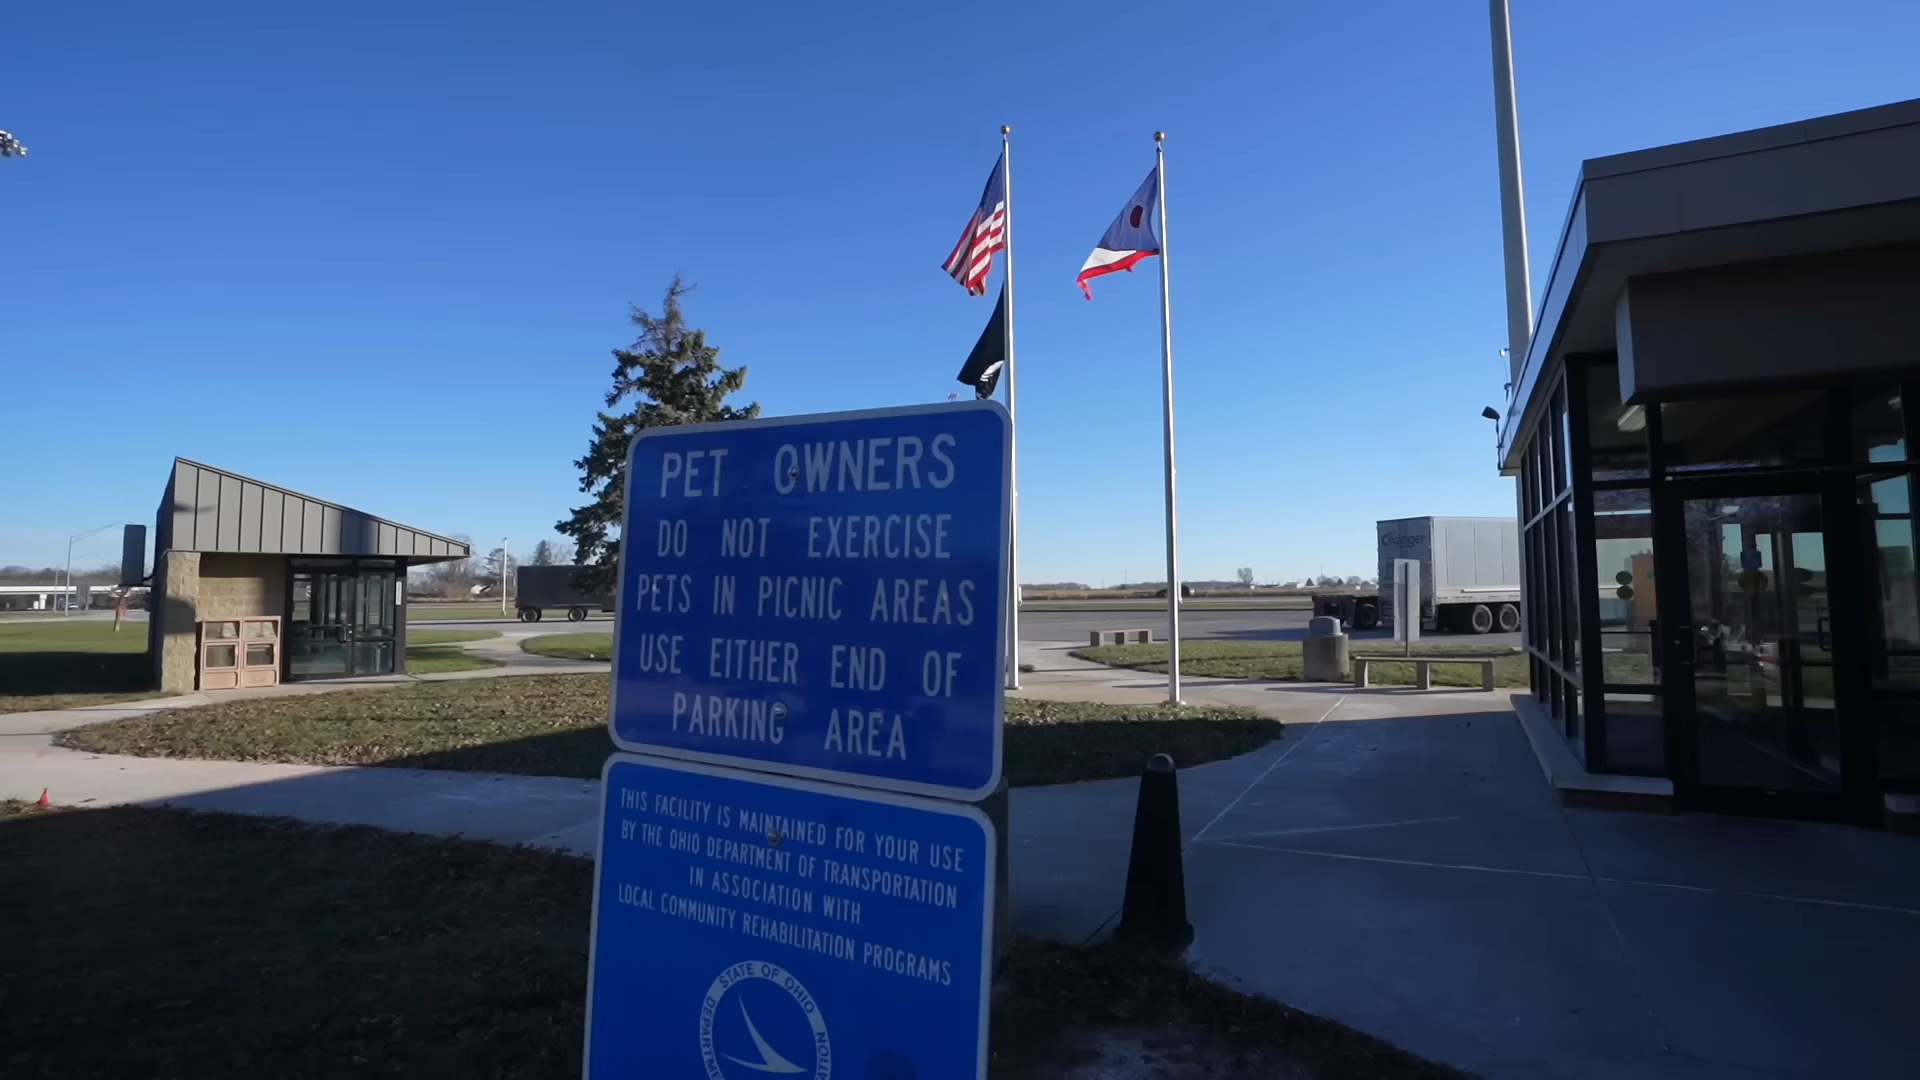 PET OWNERS
DO NOT EXERCISE
PETS IN PICNIC AREAS
USE EITHER END OF
PARKING AREA
THIS FACILITY IS MAINTAINED FOR YOUR USE
BY THE OHIO DEPARTMENT OF TRANSPORTATION
IN ASSOCIATION WITH
LOCAL COMMUNITY REHABILITATION PROGRAMS
STATE OF OHIO